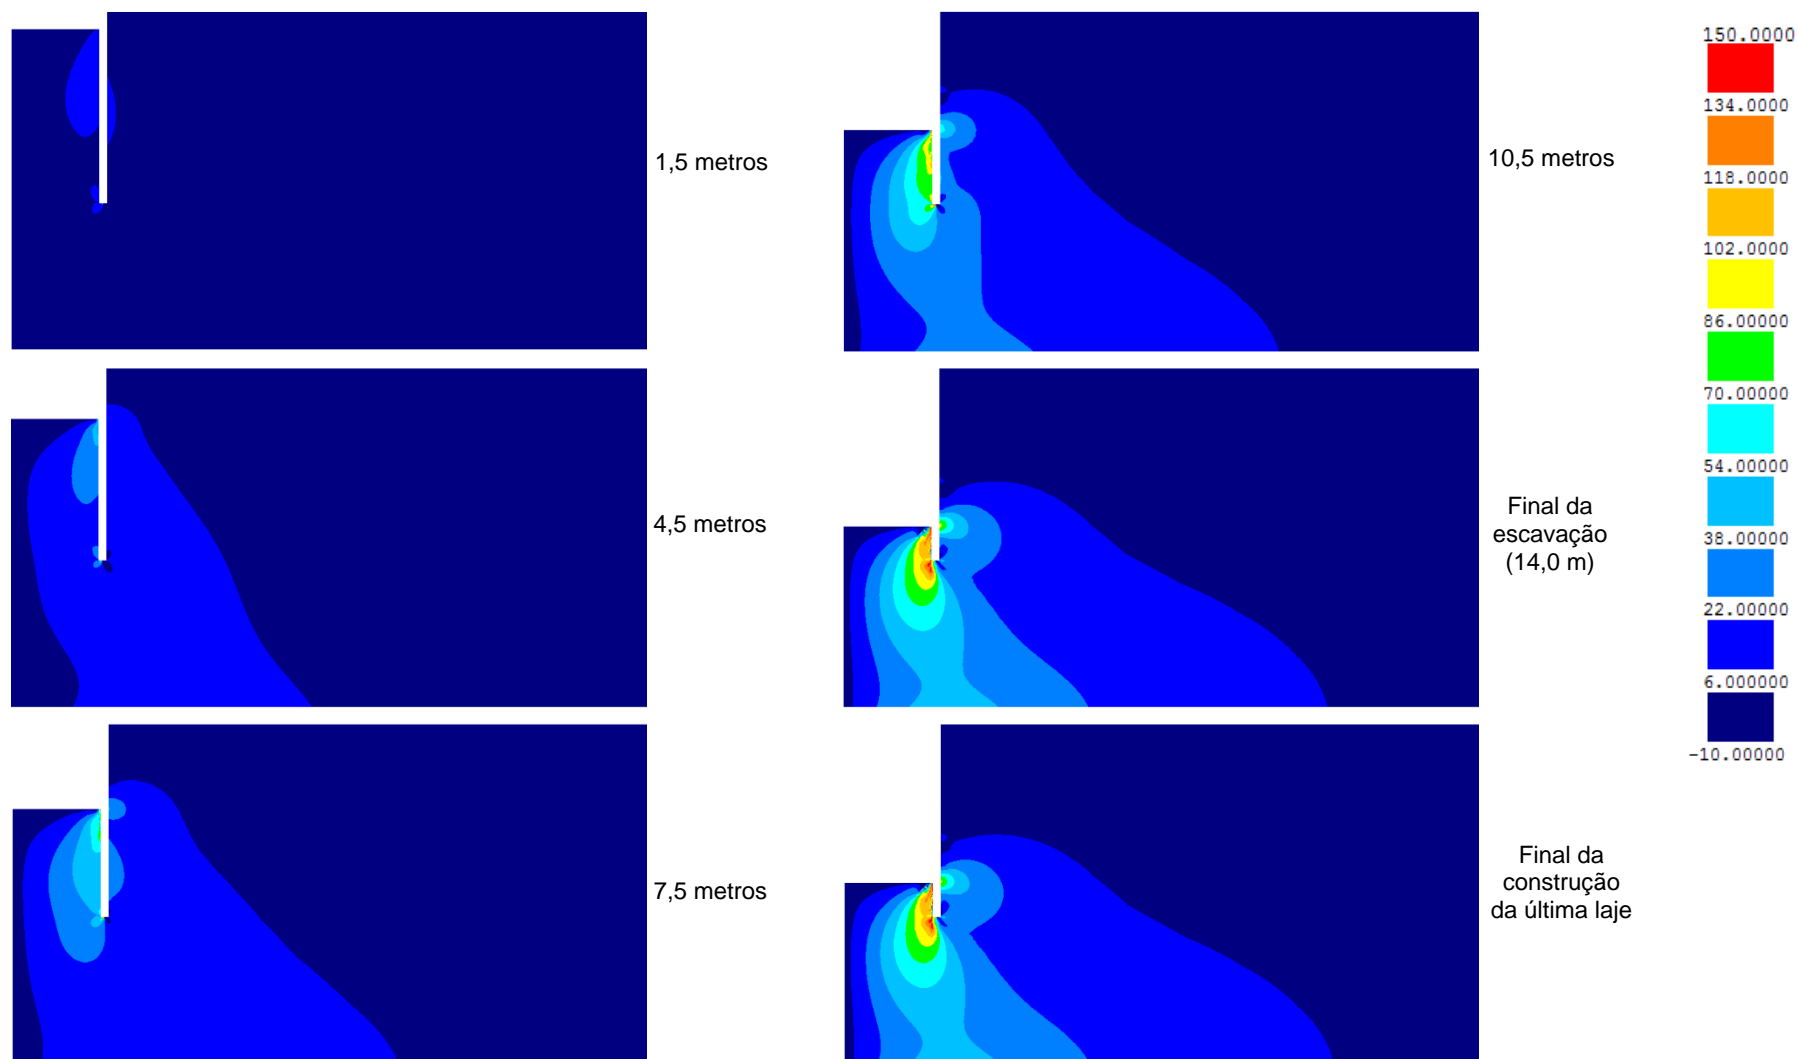 1,5 metros
4,5 metros
7,5 metros
10,5 metros
Final da
escavação
(14,0 m)
Final da
construção
da última laje
150.0000
134.0000
118.0000
102.0000
86.00000
70.00000
54.00000
38.00000
22.00000
6.000000
-10.00000